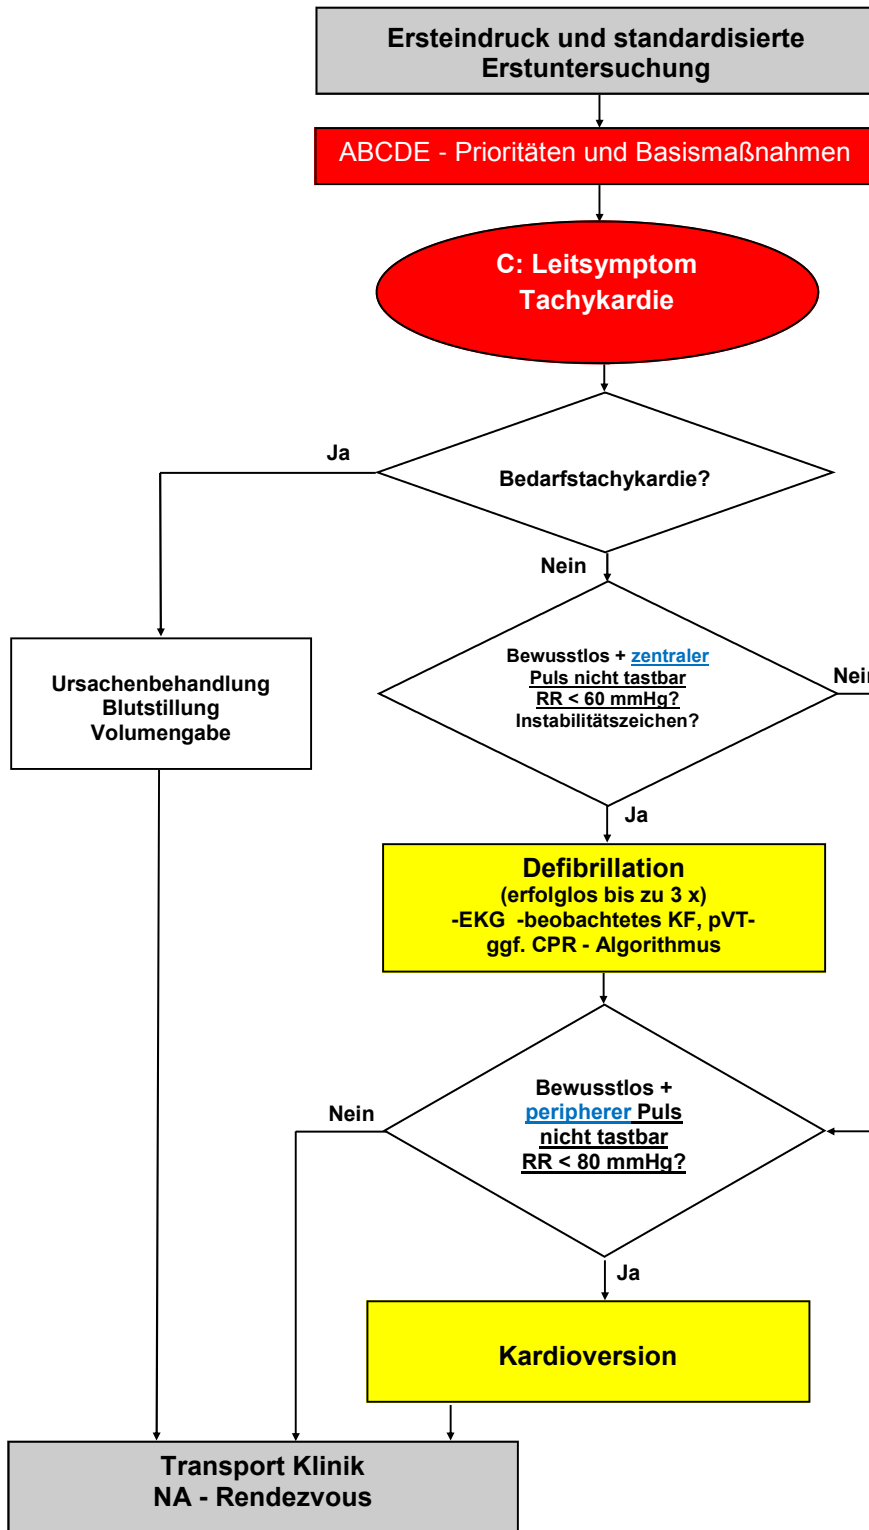 Ersteindruck und standardisierte
Erstuntersuchung
ABCDE - Prioritäten und Basismaßnahmen
C: Leitsymptom
Tachykardie
Ja
Bedarfstachykardie?
Nein
Bewusstlos + zentraler
Puls nicht tastbar
RR < 60 mmHg?
Instabilitätszeichen?
Nein
Ursachenbehandlung
Blutstillung
Volumengabe
Ja
Defibrillation
(erfolglos bis zu 3 x)
-EKG -beobachtetes KF, pVT-
ggf. CPR - Algorithmus
Nein
Bewusstlos +
peripherer Puls
nicht tastbar
RR < 80 mmHg?
Ja
Kardioversion
Transport Klinik
NA - Rendezvous